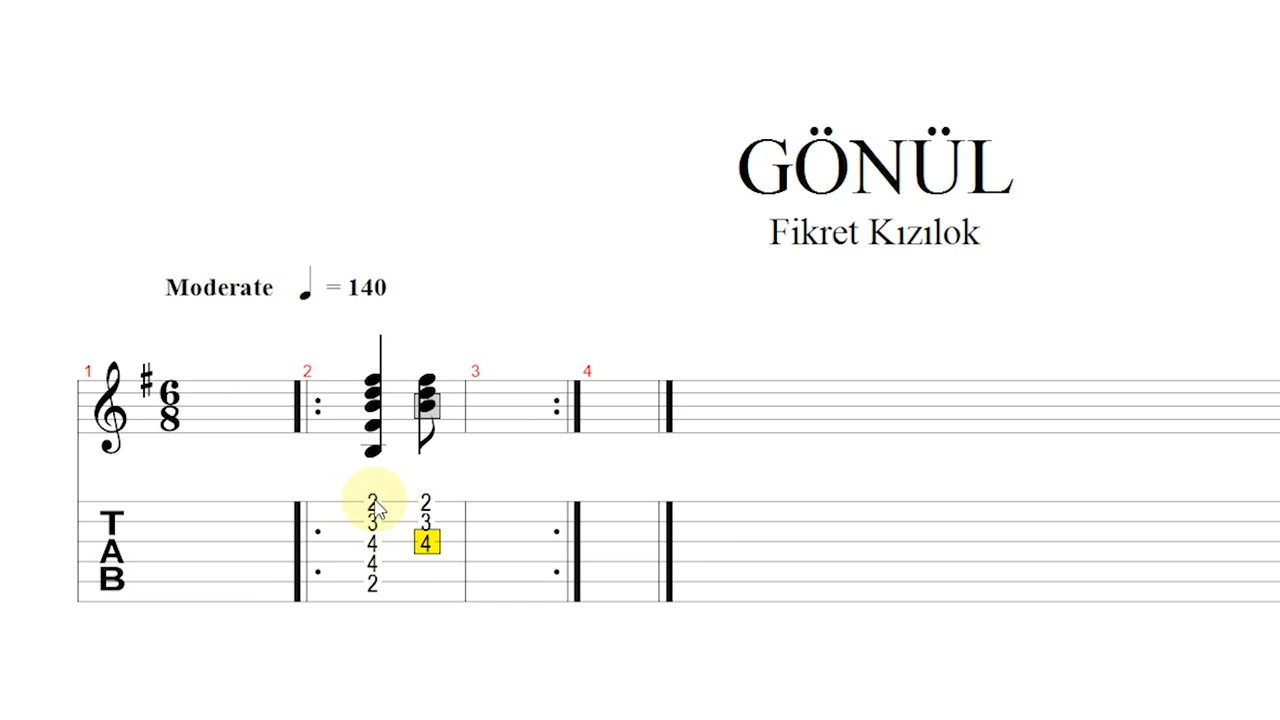 GÖNÜL
Fikret Kızılok
Moderate = 140
1 2 3 4
6
8
T
A
B
2 2
3 3
4 4
4
2